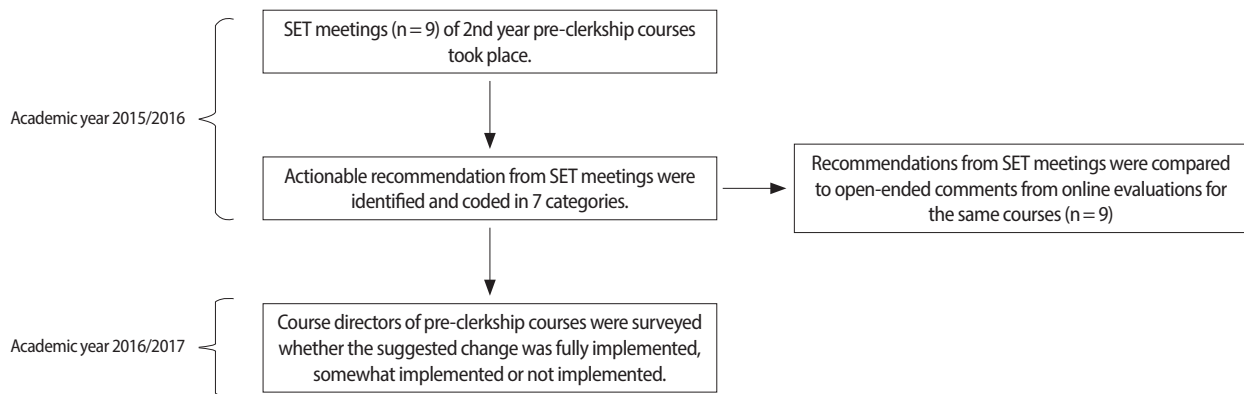 SET meetings (n = 9) of 2nd year pre-clerkship courses
took place.
Academic year 2015/2016
Actionable recommendation from SET meetings were
identified and coded in 7 categories.
Recommendations from SET meetings were compared
to open-ended comments from online evaluations for
the same courses (n = 9)
Academic year 2016/2017
Course directors of pre-clerkship courses were surveyed
whether the suggested change was fully implemented,
somewhat implemented or not implemented.